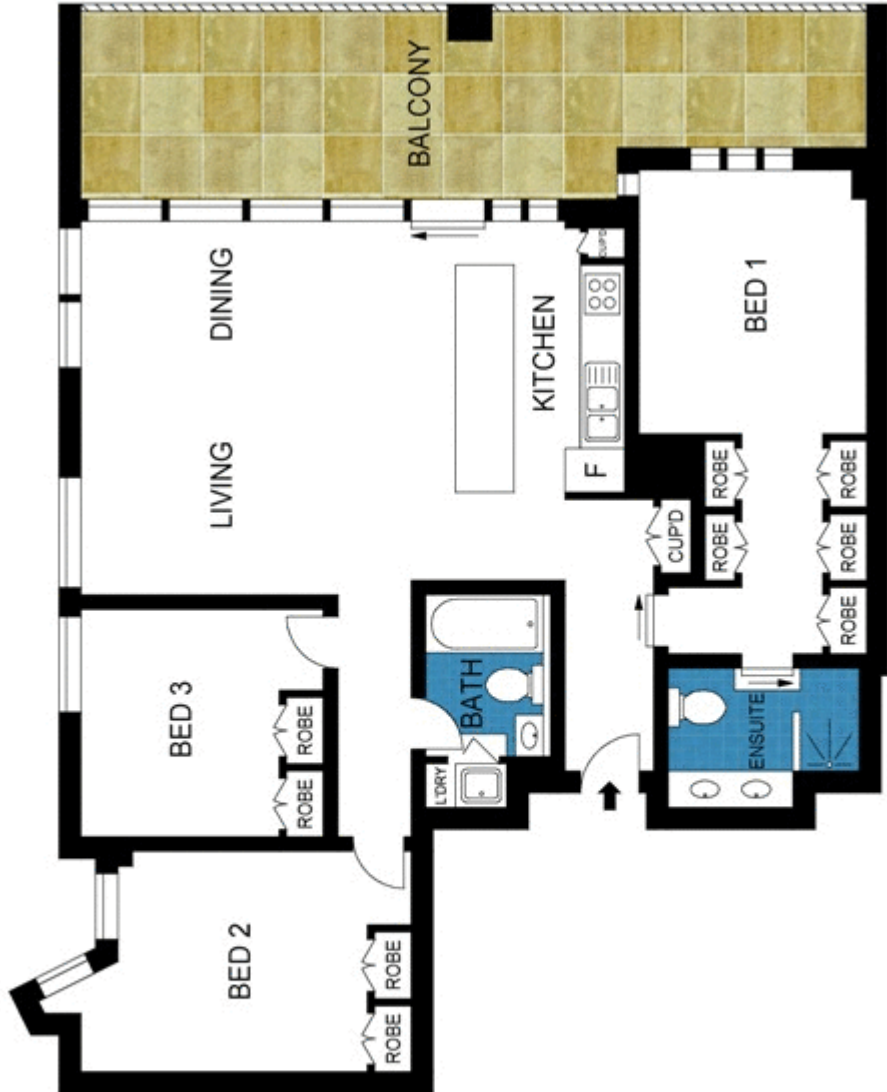 BALCONY
DINING
CUP'D
KITCHEN
BED 1
LIVING
F
ROBE
ROBE
CUP'D
ROBE
ROBE
ROBE
BED 3
BATH
ROBE
ROBE
L'DRY
ENSUITE
BED 2
ROBE
ROBE